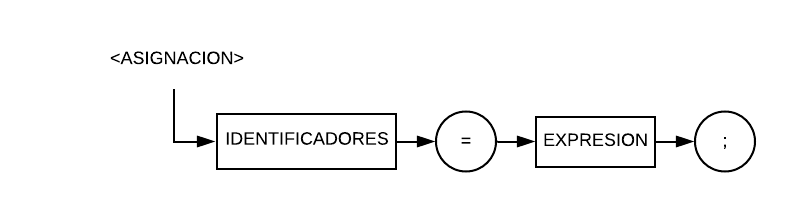 <ASIGNACION>
IDENTIFICADORES = EXPRESION ;